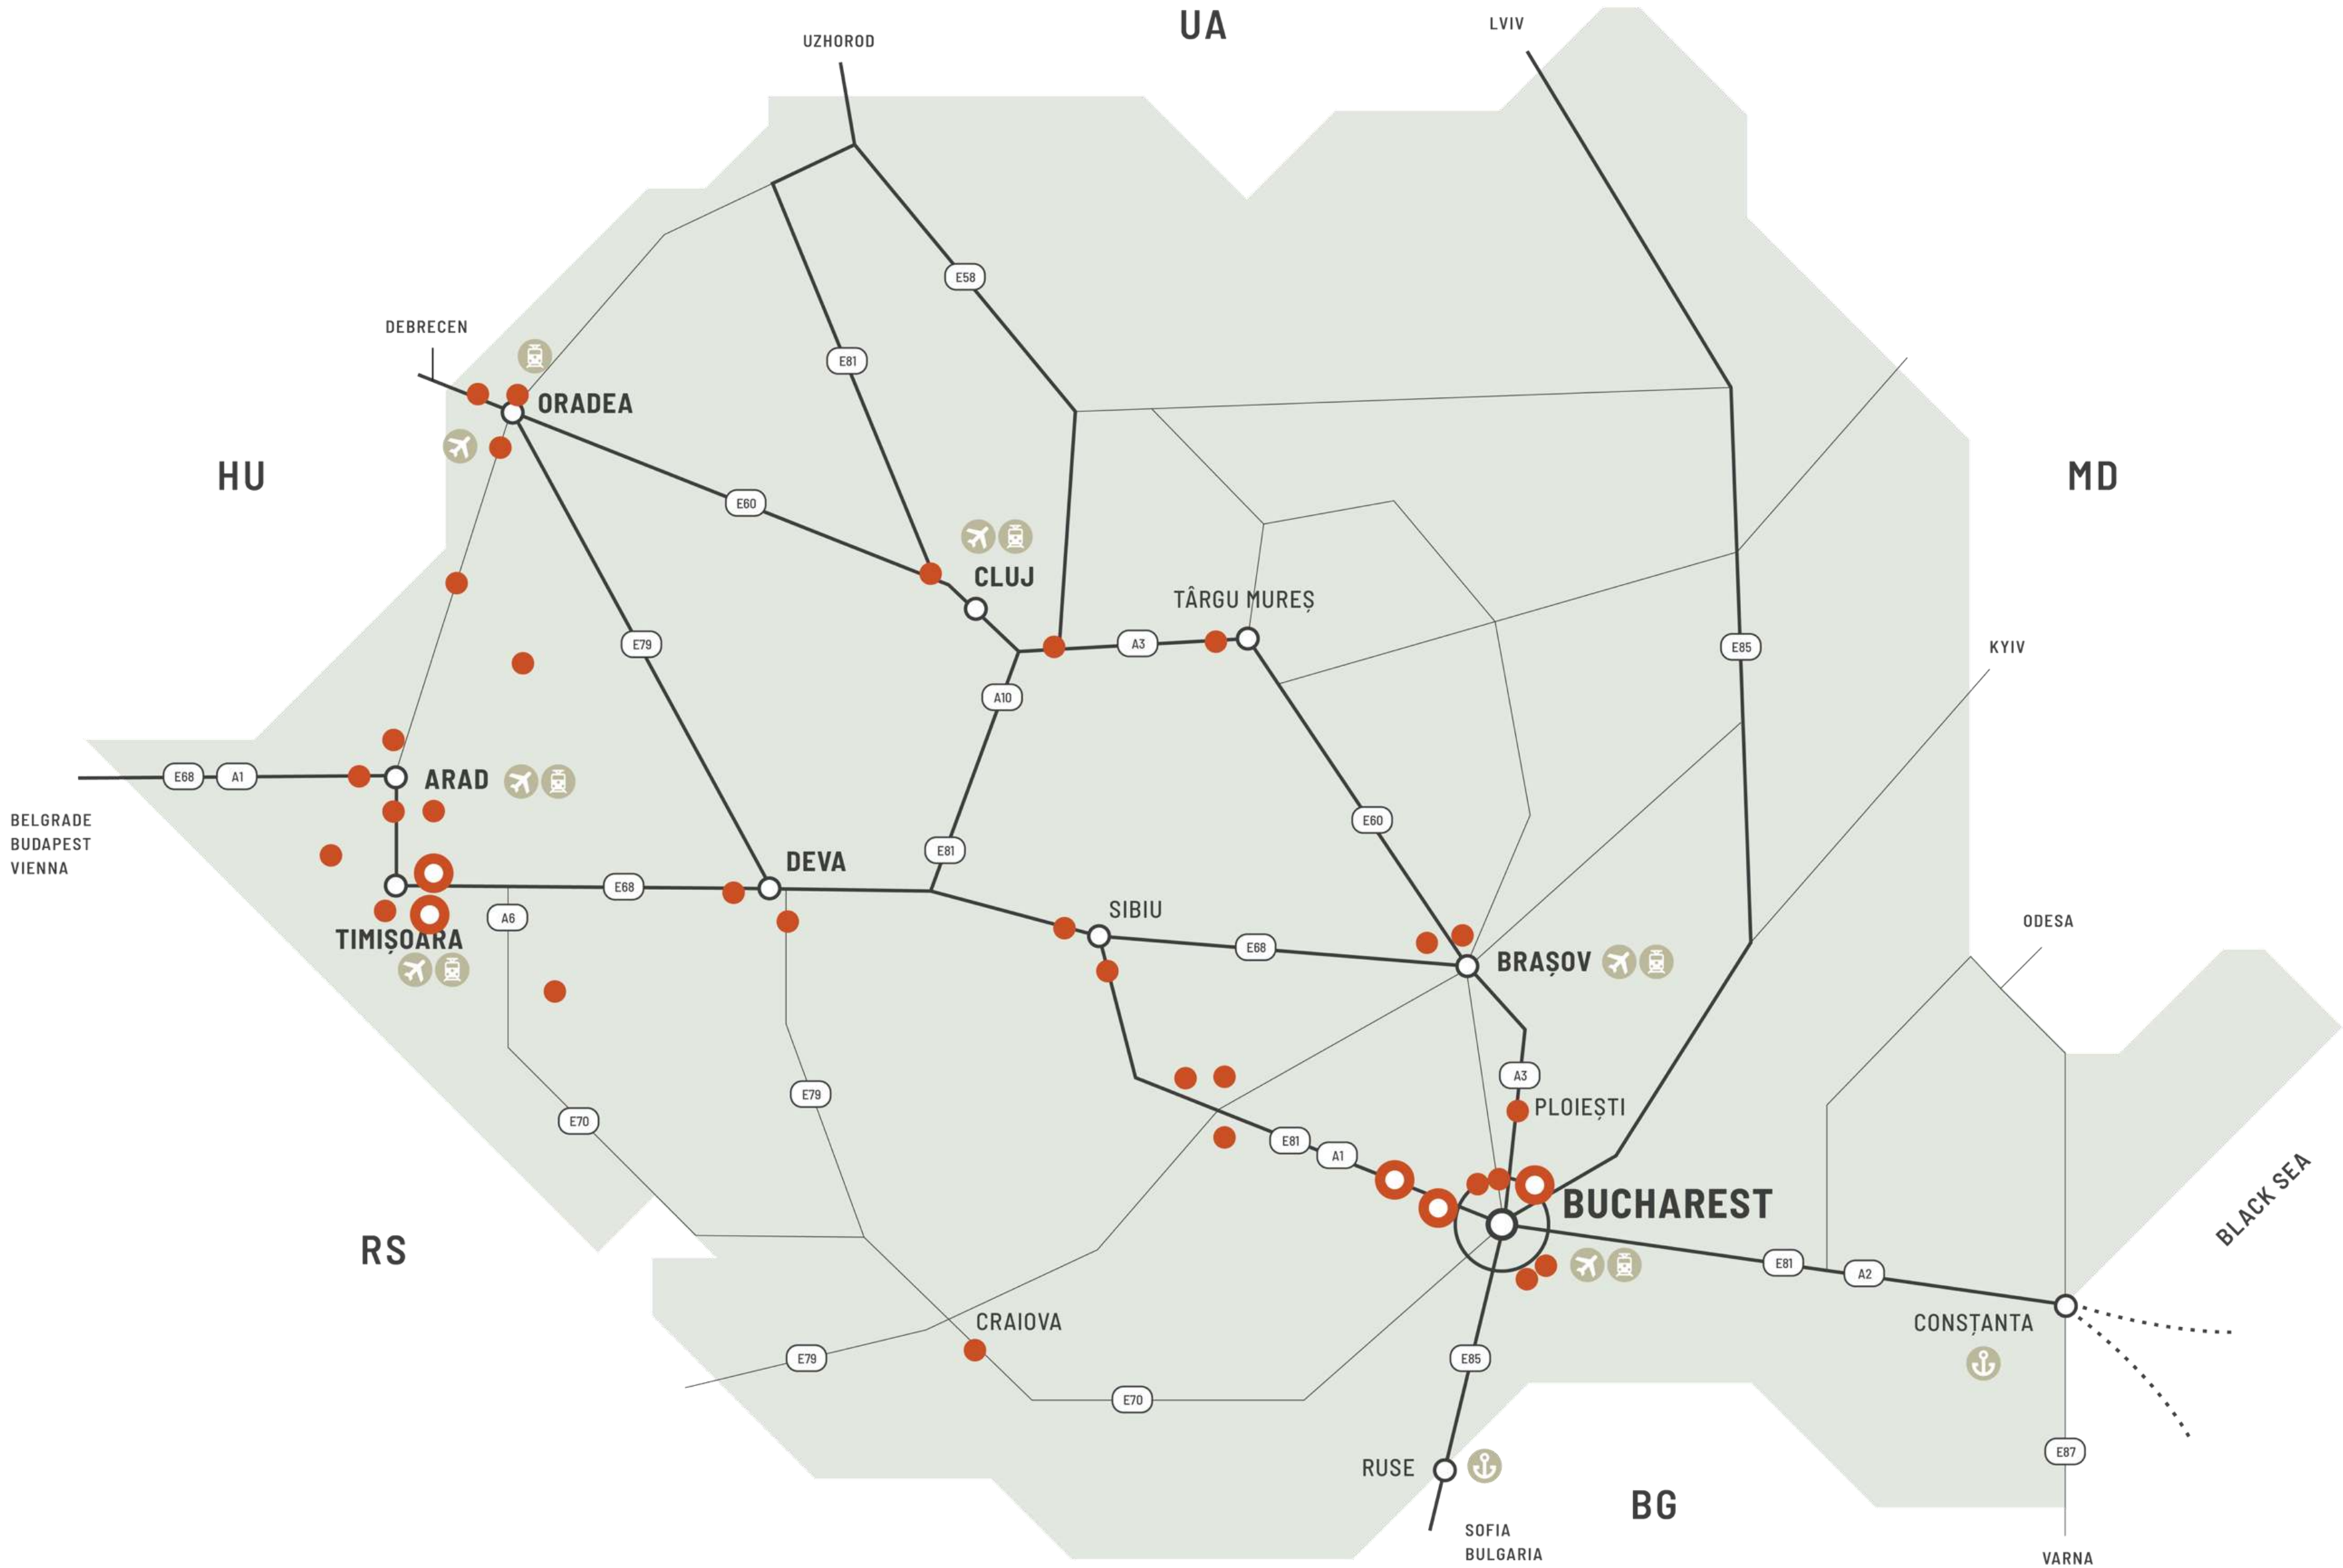 UA
LVIV
UZHOROD
E58
DEBRECEN
E81
ORADEA
HU
MD
E60
CLUJ
TÂRGU MUREȘ
E79
A3
E85
KYIV
A10
E68
A1
ARAD
BELGRADE
BUDAPEST
VIENNA
E60
E81
DEVA
E68
SIBIU
A6
ODESA
TIMIȘOARA
E68
BRAȘOV
A3
E79
PLOIEȘTI
E70
E81
A1
BUCHAREST
BLACK SEA
RS
E81
A2
CRAIOVA
CONSȚANTA
E79
E85
E70
E87
RUSE
BG
SOFIA
BULGARIA
VARNA